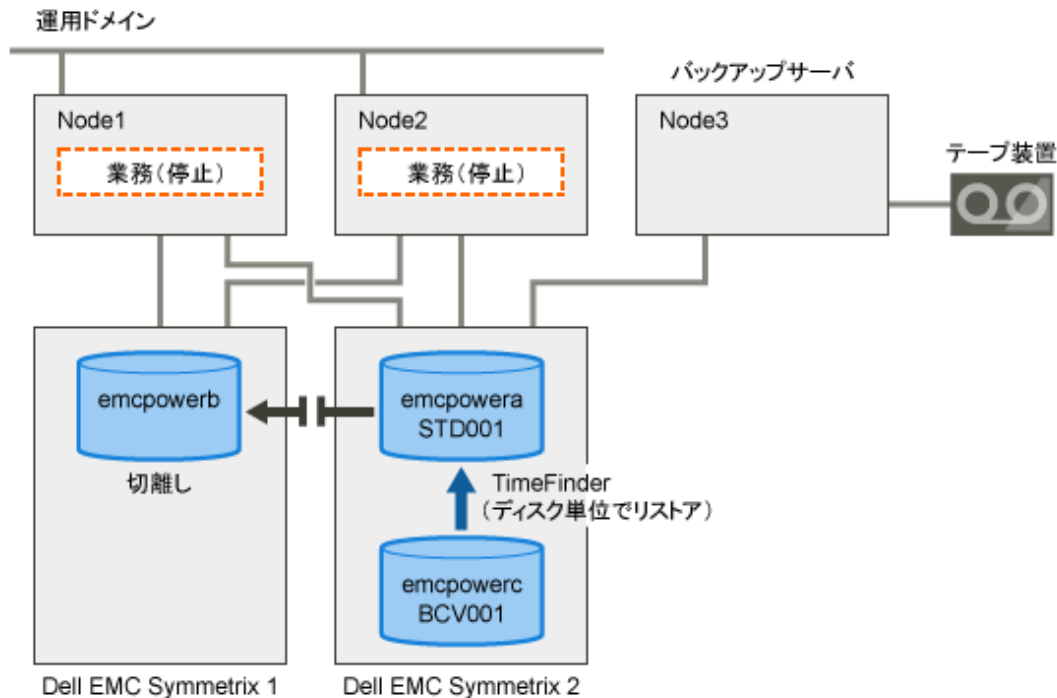 運用ドメイン
バックアップサーバ
Node1
Node2
Node3
業務（停止）
業務（停止）
テープ装置
emcpowerb
emcpowera
STD001
切離し
TimeFinder
（ディスク単位でリストア）
emcpowerc
BCV001
Dell EMC Symmetrix 1
Dell EMC Symmetrix 2